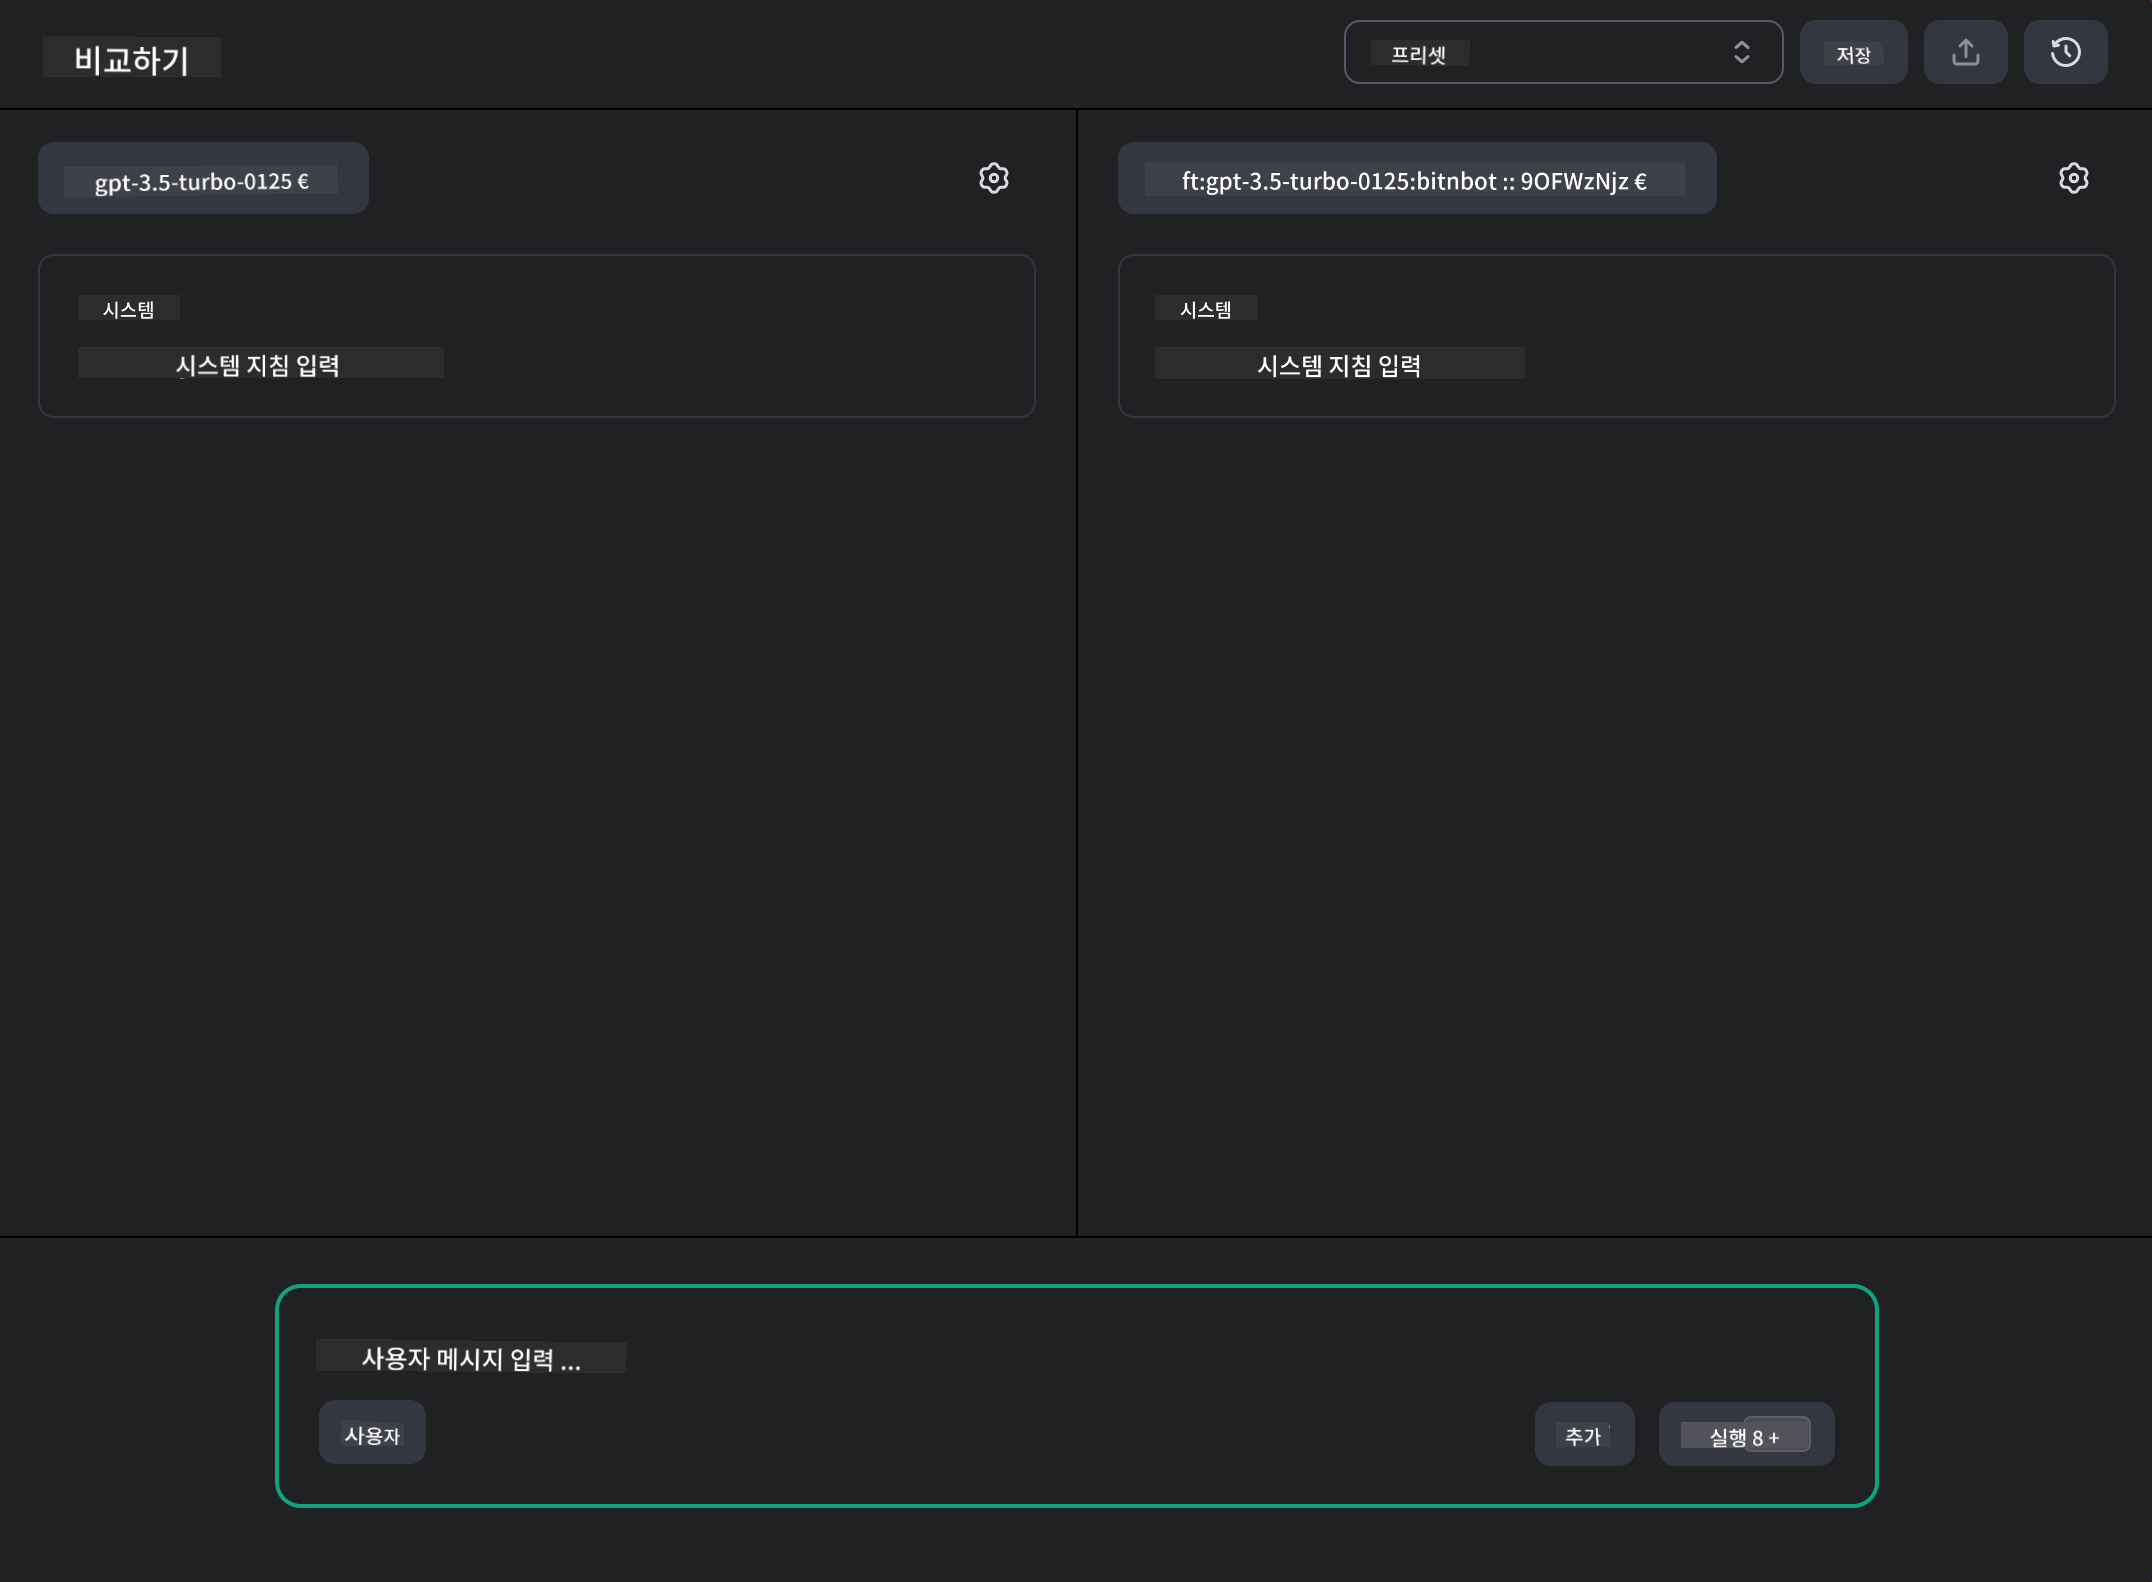 비교하기
프리셋
저장
gpt-3.5-turbo-0125 €
ft:gpt-3.5-turbo-0125:bitnbot :: 9OFWzNjz €
시스템
시스템 지침 입력
시스템
시스템 지침 입력
사용자 메시지 입력 ...
사용자
추가
실행 8 +